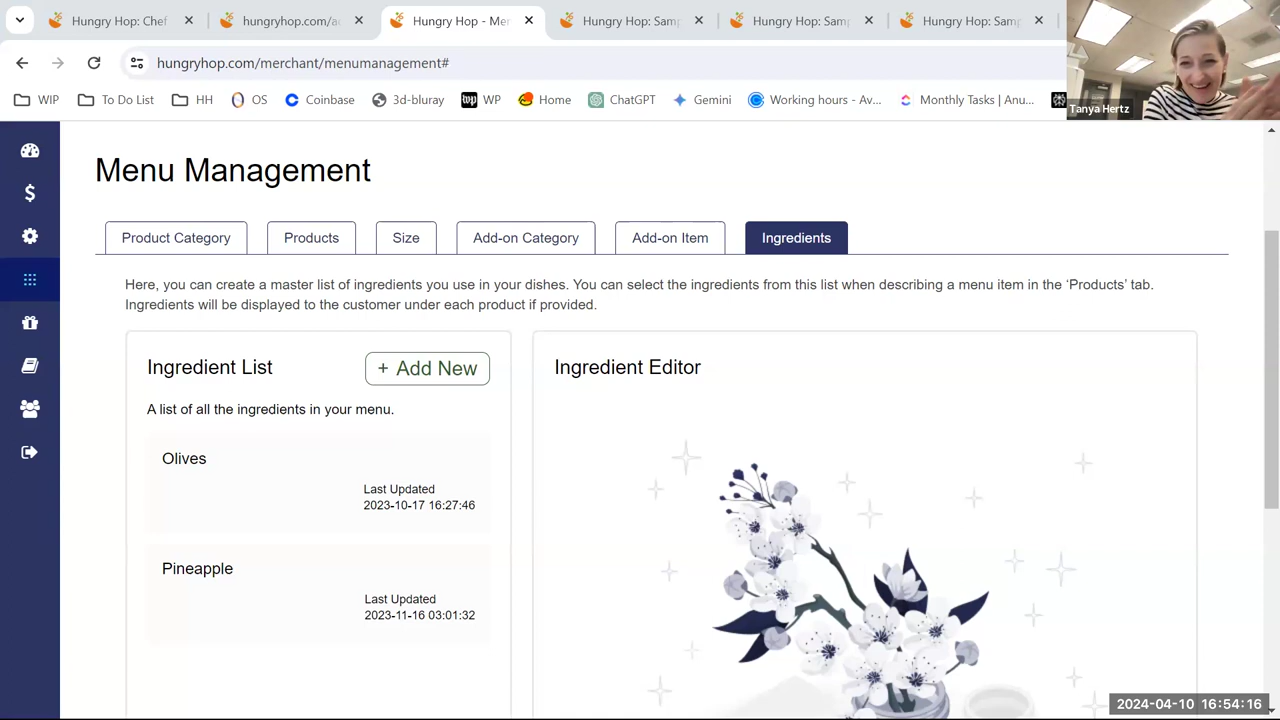 Hungry Hop: Chef
hungryhop.com/a
Hungry Hop - Me
Hungry Hop: Sam
Hungry Hop: Sam
Hungry Hop: Sam
hungryhop.com/merchant/menumanagement#
WIP
To Do List
HH
OS
Coinbase
3d-bluray
WP
Home
ChatGPT
Gemini
Working hours - Av...
Monthly Tasks | Anu...
Tanya Hertz
Menu Management
Product Category
Products
Size
Add-on Category
Add-on Item
Ingredients
Here, you can create a master list of ingredients you use in your dishes. You can select the ingredients from this list when describing a menu item in the ‘Products’ tab.
Ingredients will be displayed to the customer under each product if provided.
Ingredient List
+ Add New
A list of all the ingredients in your menu.
Olives
Last Updated
2023-10-17 16:27:46
Pineapple
Last Updated
2023-11-16 03:01:32
Ingredient Editor
2024-04-10 16:54:16